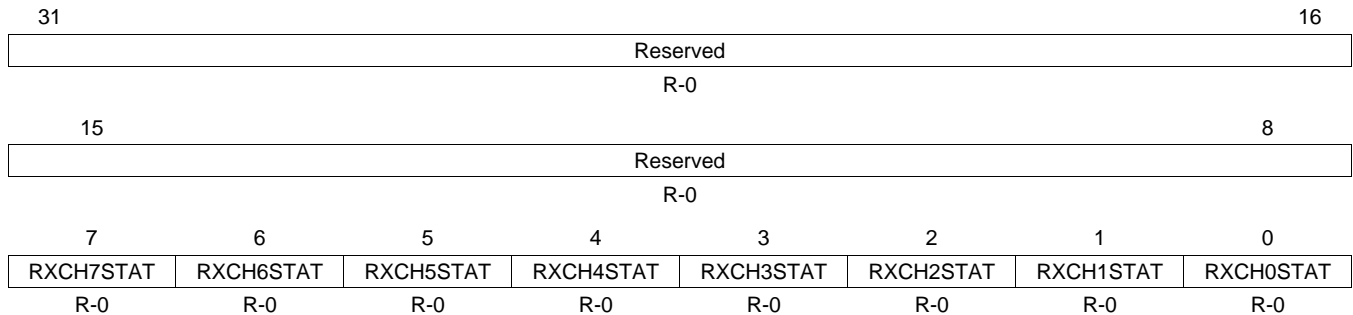 31 16
Reserved
R-0
15 8
Reserved
R-0
7 6 5 4 3 2 1 0
RXCH7STAT RXCH6STAT RXCH5STAT RXCH4STAT RXCH3STAT RXCH2STAT RXCH1STAT RXCH0STAT
R-0 R-0 R-0 R-0 R-0 R-0 R-0 R-0